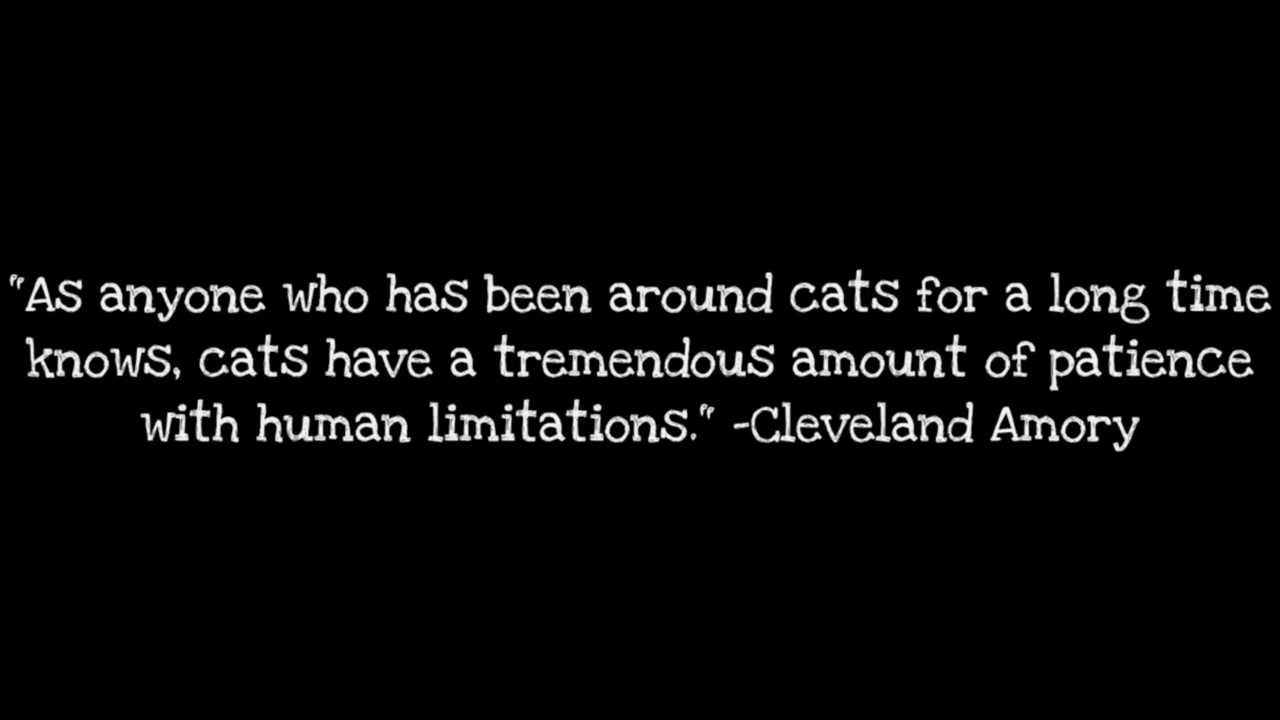 "As anyone who has been around cats for a long time
knows, cats have a tremendous amount of patience
with human limitations." -Cleveland Amory